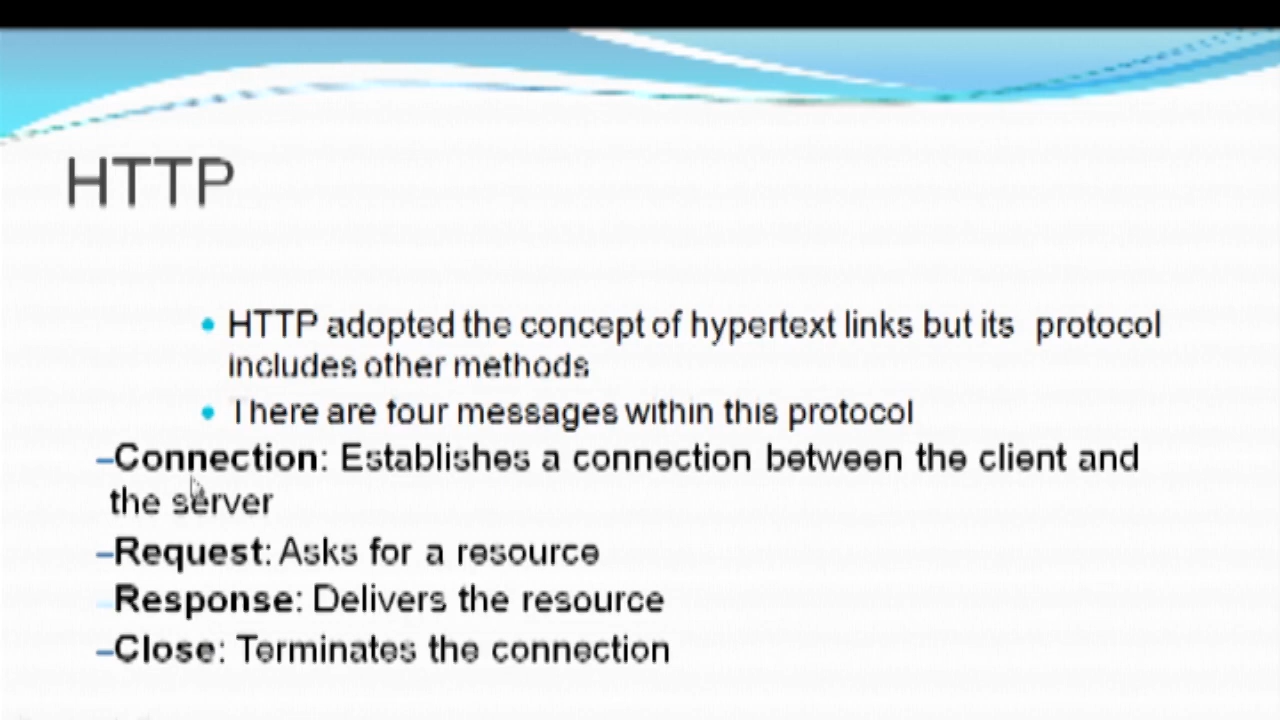 HTTP
HTTP adopted the concept of hypertext links but its protocol
includes other methods
There are four messages within this protocol
–Connection: Establishes a connection between the client and
the server
–Request: Asks for a resource
–Response: Delivers the resource
–Close: Terminates the connection